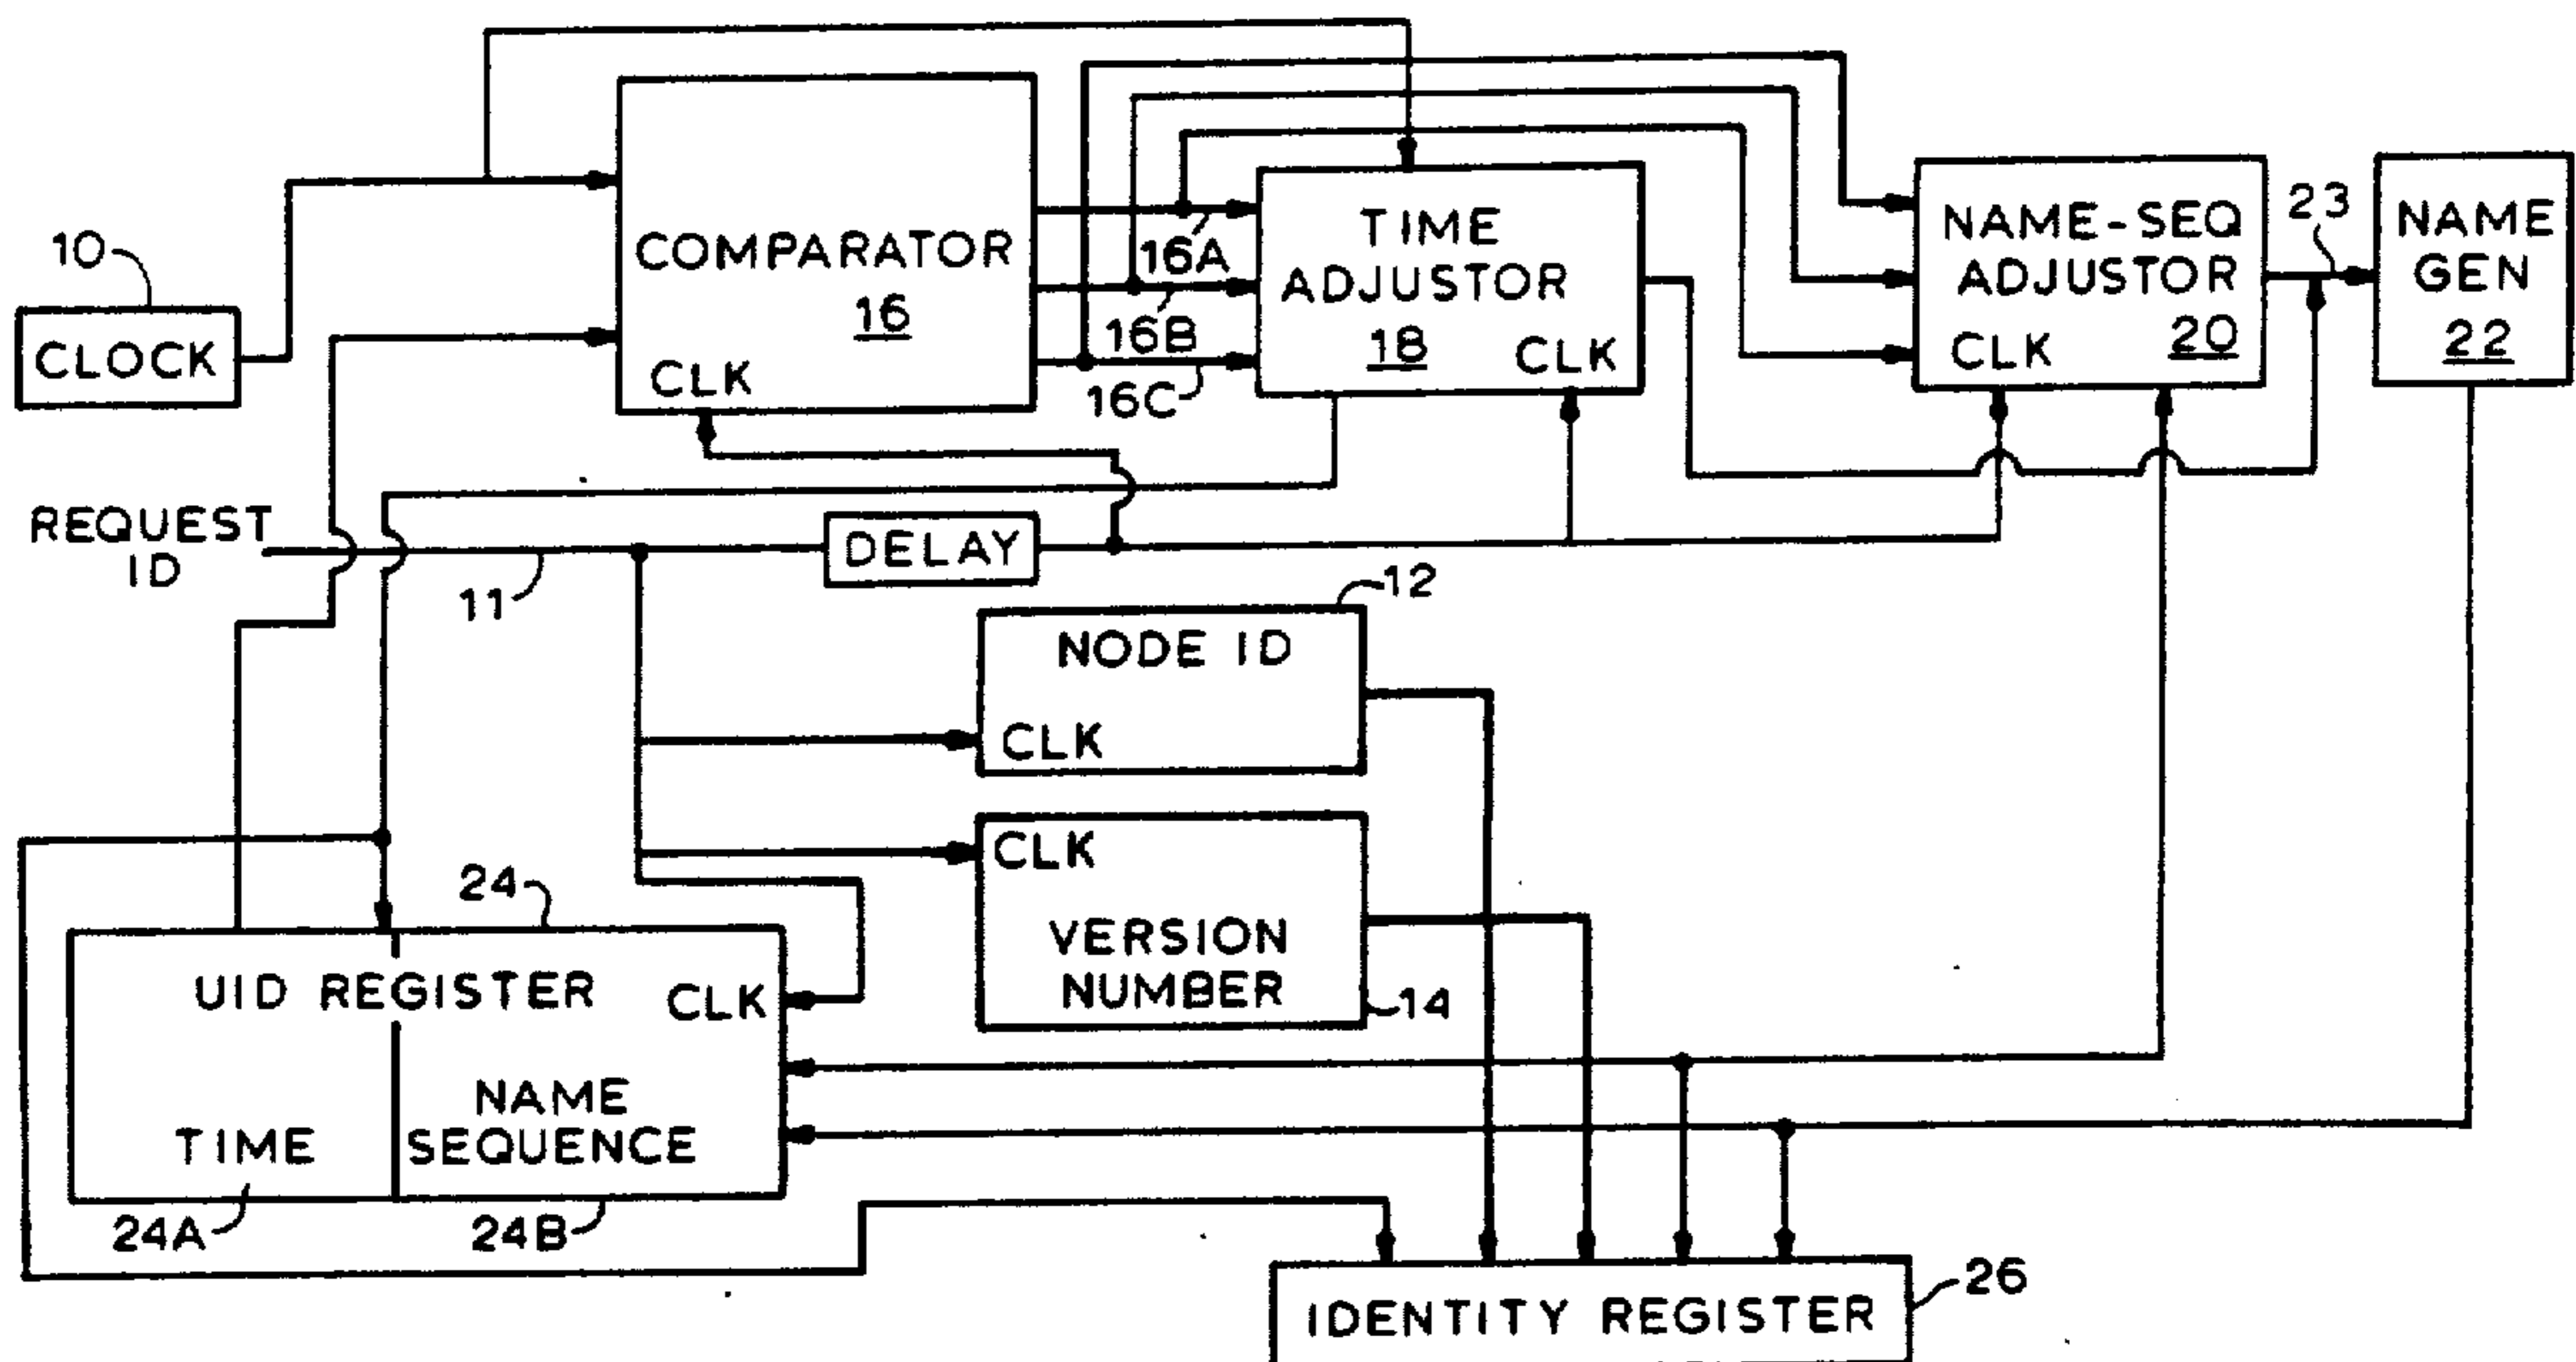 10
CLOCK
COMPARATOR
16
CLK
16A
16B
16C
TIME
ADJUSTOR
18
CLK
NAME-SEQ
ADJUSTOR
CLK
20
23
NAME
GEN
22
REQUEST
ID
11
DELAY
12
NODE ID
CLK
CLK
VERSION
NUMBER
14
24
UID REGISTER
CLK
TIME
NAME
SEQUENCE
24A
24B
IDENTITY REGISTER
26